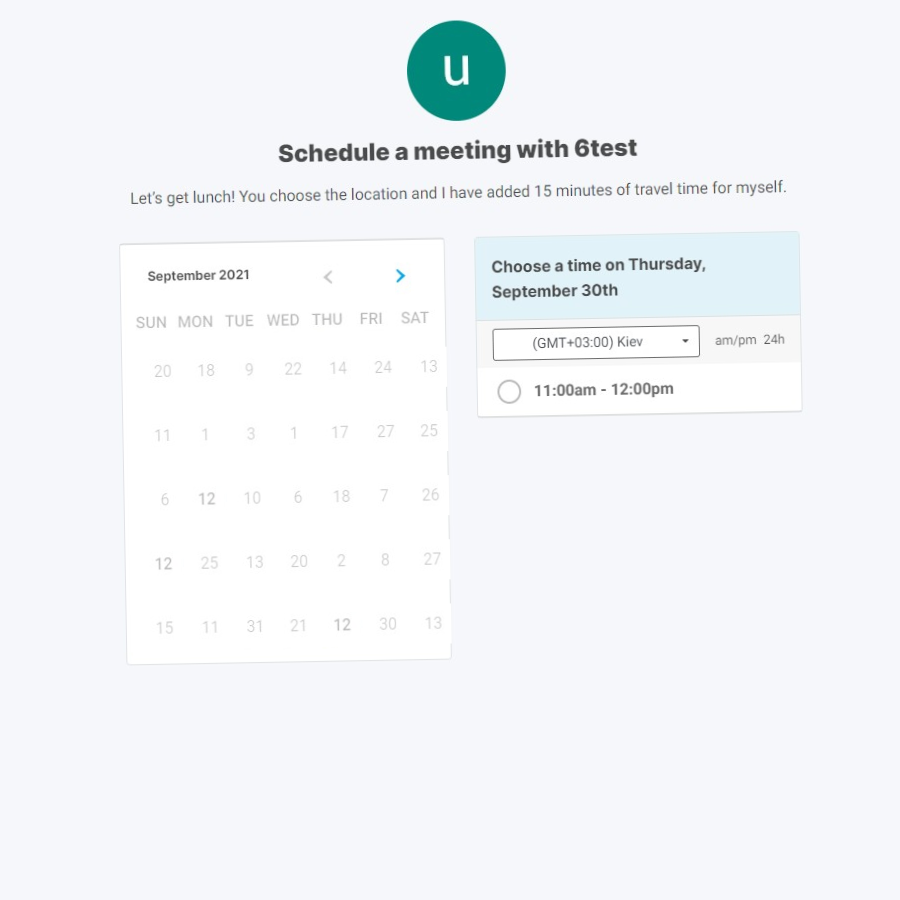 u
Schedule a meeting with 6test
Let's get lunch! You choose the location and I have added 15 minutes of travel time for myself.
September 2021
SUN MON TUE WED THU FRI SAT
20 18 9 22 14 24 13
11 1 3 1 17 27 25
6 12 10 6 18 7 26
12 25 13 20 2 8 27
15 11 31 21 12 30 13
Choose a time on Thursday,
September 30th
(GMT+03:00) Kiev am/pm 24h
11:00am - 12:00pm